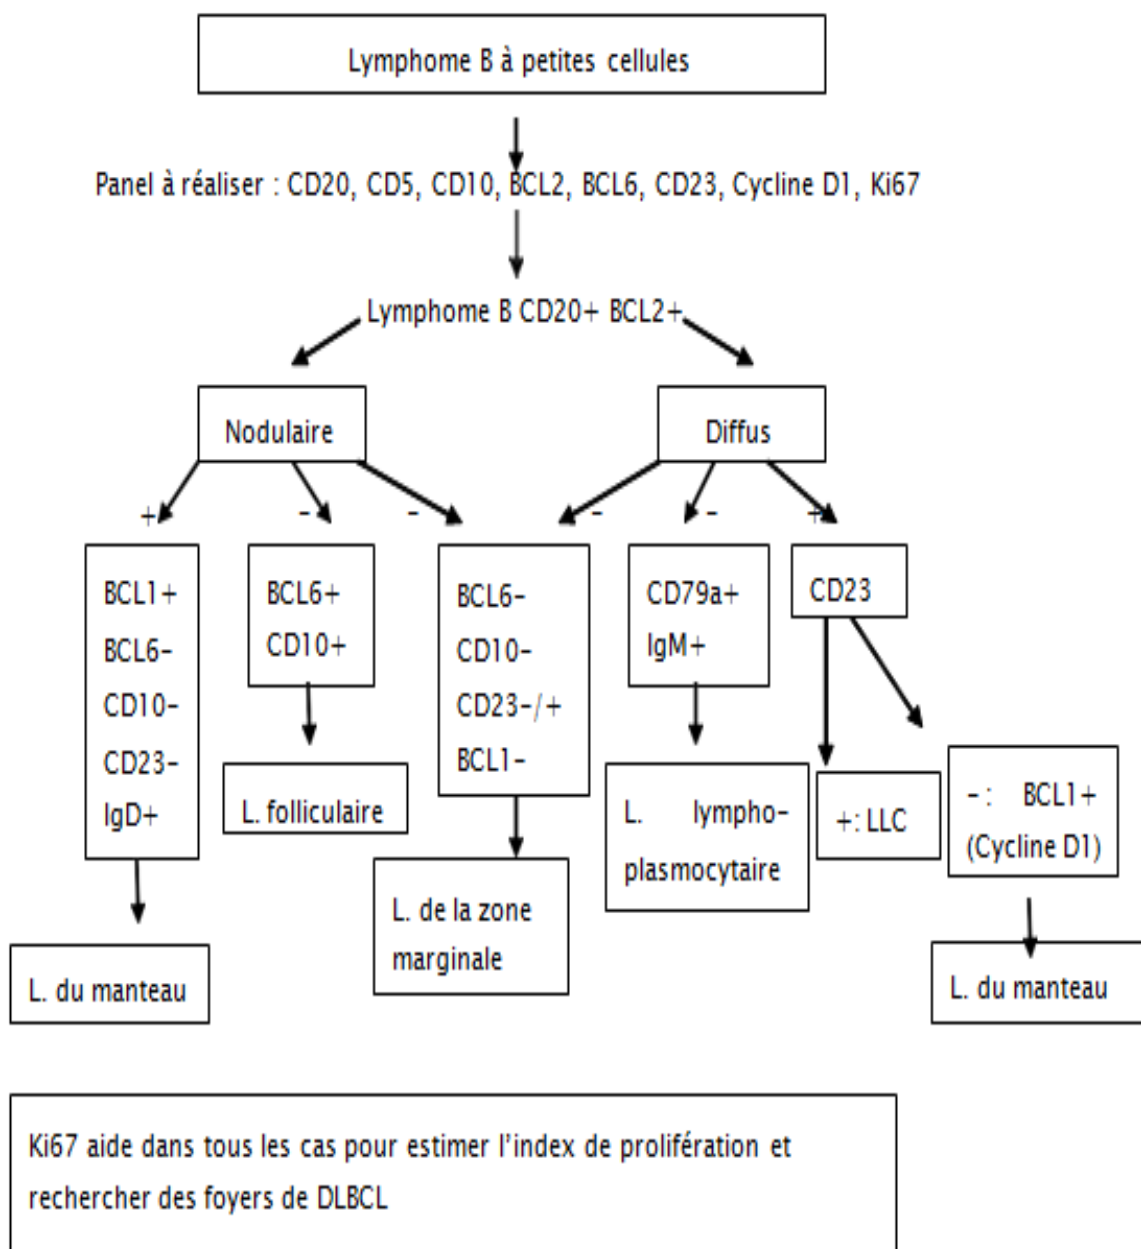 Lymphome B à petites cellules
Panel à réaliser : CD20, CD5, CD10, BCL2, BCL6, CD23, Cycline D1, Ki67
Lymphome B CD20+ BCL2+
Nodulaire
Diffus
+
-
-
-
-
+
BCL1+
BCL6-
CD10-
CD23-
IgD+
BCL6+
CD10+
BCL6-
CD10-
CD23-/+
BCL1-
CD79a+
IgM+
CD23
L. folliculaire
L. lympho-
plasmocytaire
+: LLC
- : BCL1+
(Cycline D1)
L. de la zone
marginale
L. du manteau
L. du manteau
Ki67 aide dans tous les cas pour estimer l'index de prolifération et
rechercher des foyers de DLBCL